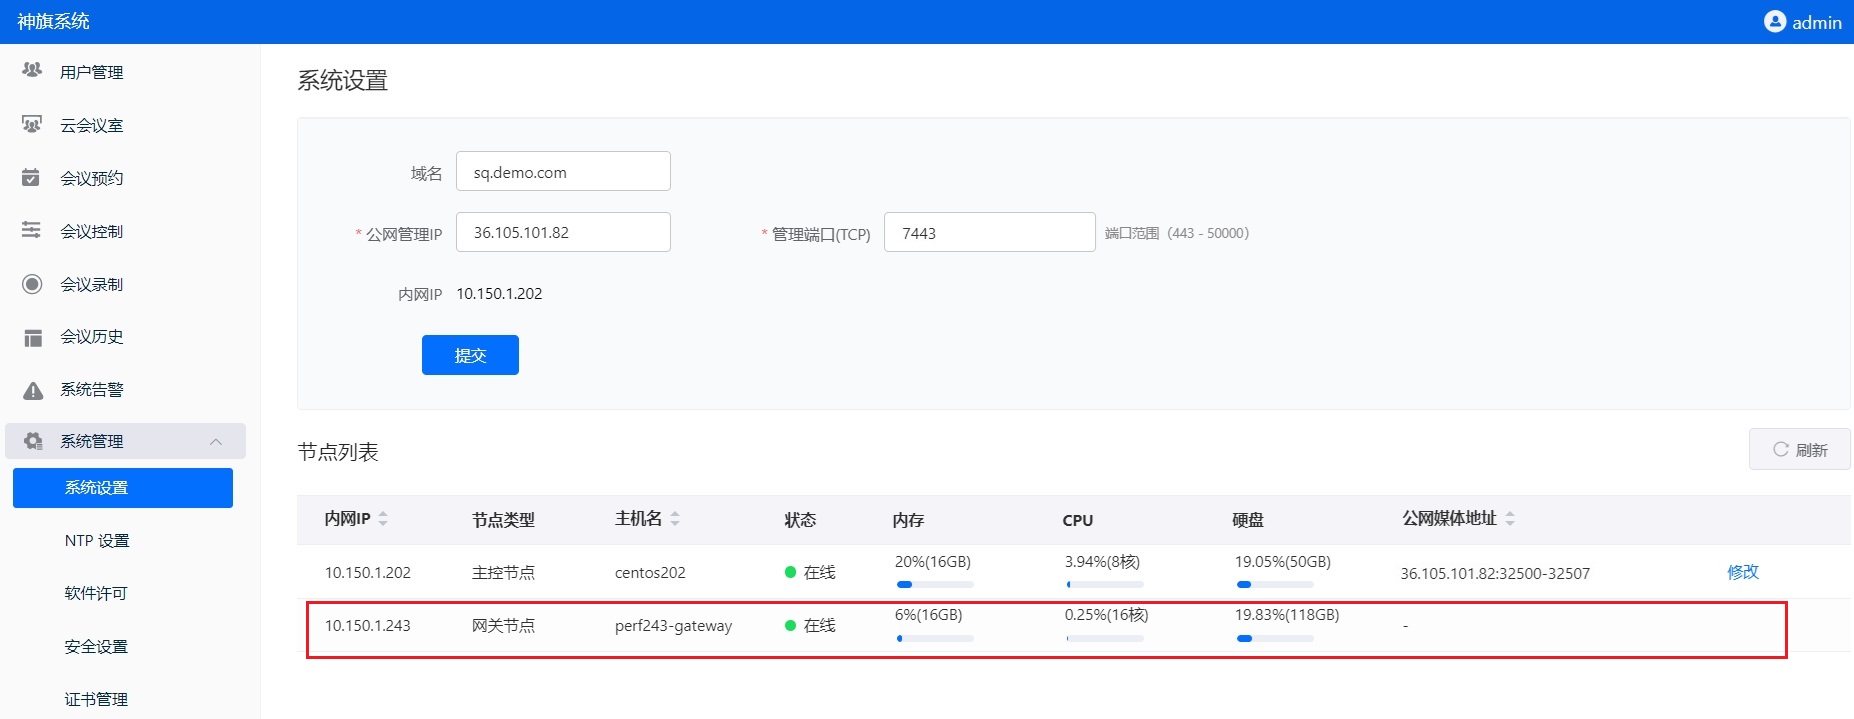 神旗系统
admin
用户管理
云会议室
会议预约
会议控制
会议录制
会议历史
系统告警
系统管理
系统设置
NTP 设置
软件许可
安全设置
证书管理
系统设置
域名 sq.demo.com
* 公网管理IP 36.105.101.82 * 管理端口(TCP) 7443 端口范围（443 - 50000）
内网IP 10.150.1.202
提交
节点列表
刷新
内网IP 节点类型 主机名 状态 内存 CPU 硬盘 公网媒体地址
10.150.1.202 主控节点 centos202 在线 20%(16GB) 3.94%(8核) 19.05%(50GB) 36.105.101.82:32500-32507 修改
10.150.1.243 网关节点 perf243-gateway 在线 6%(16GB) 0.25%(16核) 19.83%(118GB) -